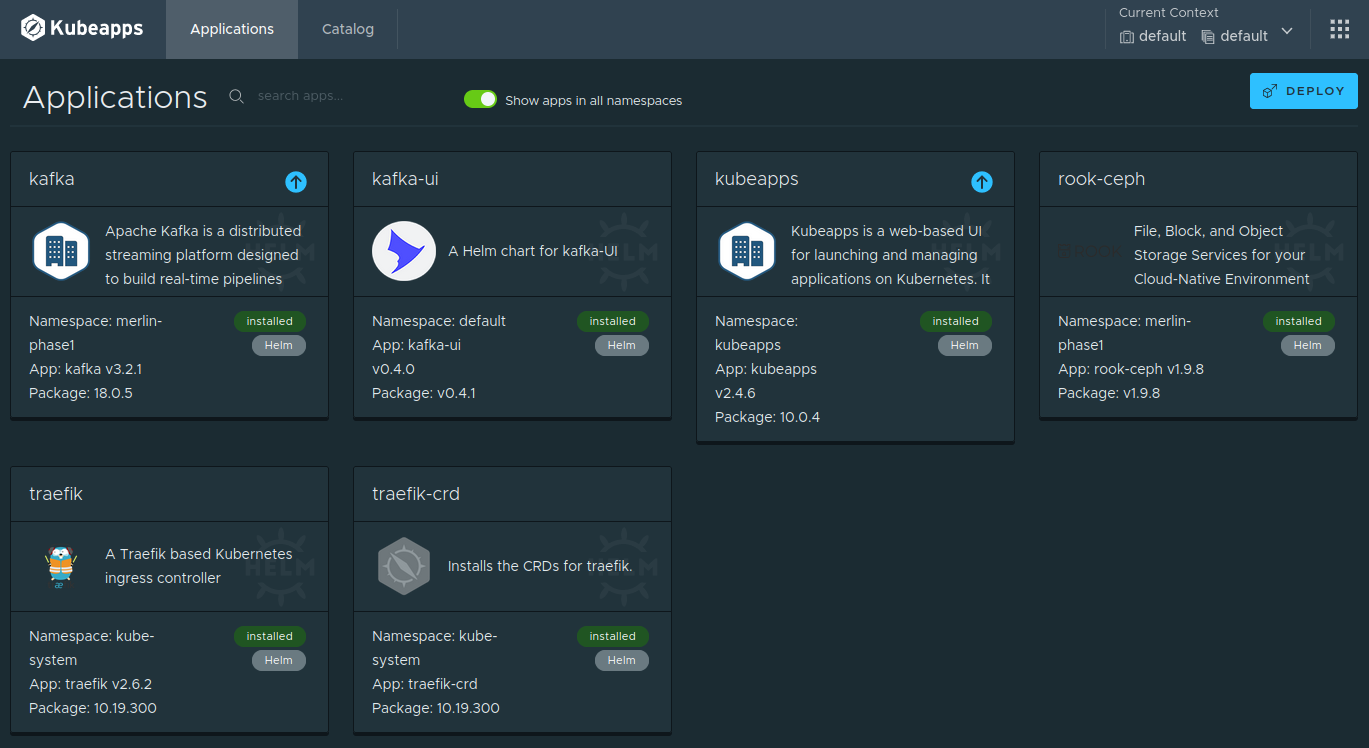 Kubeapps
Applications
Catalog
Current Context
default
default
Applications
search apps...
Show apps in all namespaces
DEPLOY
kafka
HELM
Apache Kafka is a distributed
streaming platform designed
to build real-time pipelines
Namespace: merlin-
phase1
App: kafka v3.2.1
Package: 18.0.5
installed
Helm
kafka-ui
HELM
A Helm chart for kafka-UI
Namespace: default
App: kafka-ui
v0.4.0
Package: v0.4.1
installed
Helm
kubeapps
HELM
Kubeapps is a web-based UI
for launching and managing
applications on Kubernetes. It
Namespace:
kubeapps
App: kubeapps
v2.4.6
Package: 10.0.4
installed
Helm
rook-ceph
ROOK
HELM
File, Block, and Object
Storage Services for your
Cloud-Native Environment
Namespace: merlin-
phase1
App: rook-ceph v1.9.8
Package: v1.9.8
installed
Helm
traefik
æ
HELM
A Traefik based Kubernetes
ingress controller
Namespace: kube-
system
App: traefik v2.6.2
Package: 10.19.300
installed
Helm
traefik-crd
HELM
Installs the CRDs for traefik.
Namespace: kube-
system
App: traefik-crd
Package: 10.19.300
installed
Helm